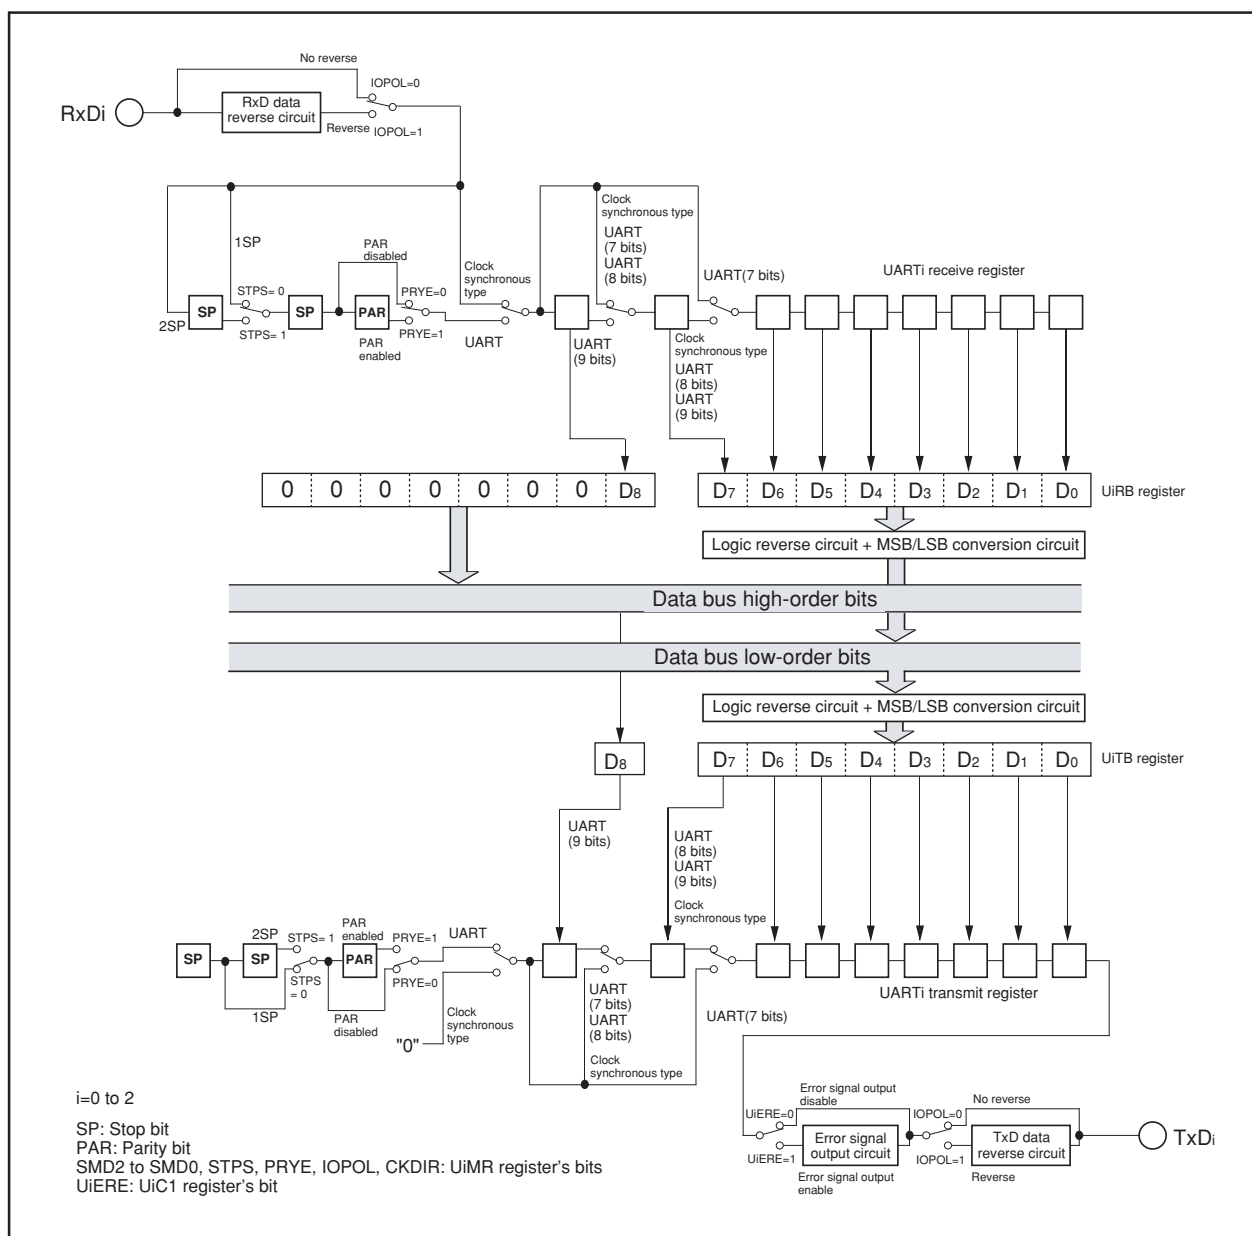 No reverse
RxDi
RxD data
reverse circuit
IOPOL=0
Reverse
IOPOL=1
1SP
2SP
SP
STPS= 0
STPS= 1
SP
PAR
disabled
PAR
PAR
enabled
PRYE=0
PRYE=1
Clock
synchronous
type
UART
Clock
synchronous type
UART
(7 bits)
UART
(8 bits)
UART
(9 bits)
UART(7 bits)
Clock
synchronous type
UART
(8 bits)
UART
(9 bits)
UARTi receive register
0 0 0 0 0 0 0 D8
D7 D6 D5 D4 D3 D2 D1 D0
UiRB register
Logic reverse circuit + MSB/LSB conversion circuit
Data bus high-order bits
Data bus low-order bits
Logic reverse circuit + MSB/LSB conversion circuit
D8
D7 D6 D5 D4 D3 D2 D1 D0
UiTB register
UART
(9 bits)
UART
(8 bits)
UART
(9 bits)
Clock
synchronous type
SP
2SP
SP
1SP
STPS= 1
STPS
= 0
PAR
enabled
PAR
PAR
disabled
PRYE=1
PRYE=0
UART
Clock
synchronous
type
"0"
UART
(7 bits)
UART
(8 bits)
Clock
synchronous type
UART(7 bits)
UARTi transmit register
Error signal output
disable
UiERE=0
UiERE=1
Error signal
output circuit
Error signal output
enable
IOPOL=0
IOPOL=1
No reverse
TxD data
reverse circuit
Reverse
TxDi
i=0 to 2
SP: Stop bit
PAR: Parity bit
SMD2 to SMD0, STPS, PRYE, IOPOL, CKDIR: UiMR register's bits
UiERE: UiC1 register's bit